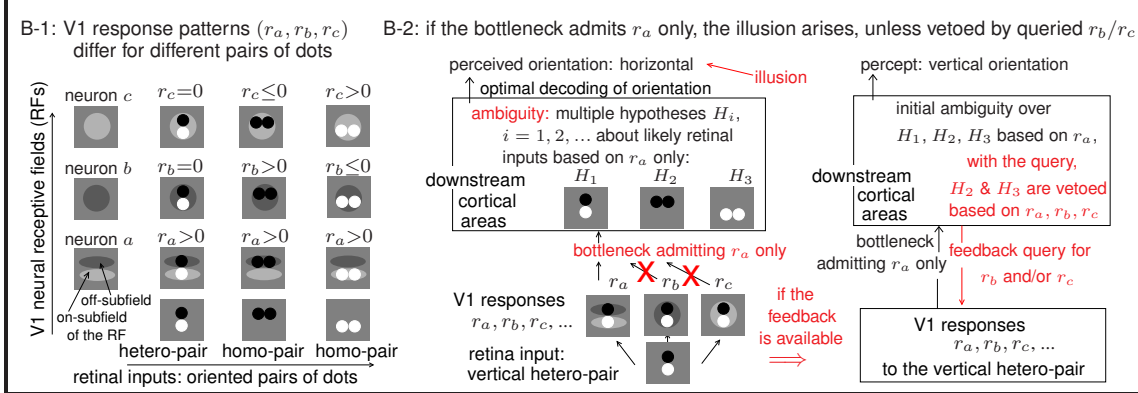 B-1: V1 response patterns (r_a, r_b, r_c)
differ for different pairs of dots
V1 neural receptive fields (RFs)
neuron c
r_c=0
r_c≤0
r_c>0
neuron b
r_b=0
r_b>0
r_b≤0
neuron a
r_a>0
r_a>0
r_a>0
off-subfield
on-subfield
of the RF
hetero-pair
homo-pair
homo-pair
retinal inputs: oriented pairs of dots
B-2: if the bottleneck admits r_a only, the illusion arises, unless vetoed by queried r_b/r_c
perceived orientation: horizontal
illusion
optimal decoding of orientation
ambiguity: multiple hypotheses H_i,
i = 1, 2, ... about likely retinal
inputs based on r_a only:
H_1
H_2
H_3
downstream
cortical
areas
bottleneck admitting r_a only
X
X
r_a
r_b
r_c
V1 responses
r_a, r_b, r_c, ...
retina input:
vertical hetero-pair
if the
feedback
is available
⇒
percept: vertical orientation
initial ambiguity over
H_1, H_2, H_3 based on r_a,
with the query,
H_2 & H_3 are vetoed
based on r_a, r_b, r_c
downstream
cortical
areas
bottleneck
admitting r_a only
feedback query for
r_b and/or r_c
V1 responses
r_a, r_b, r_c, ...
to the vertical hetero-pair